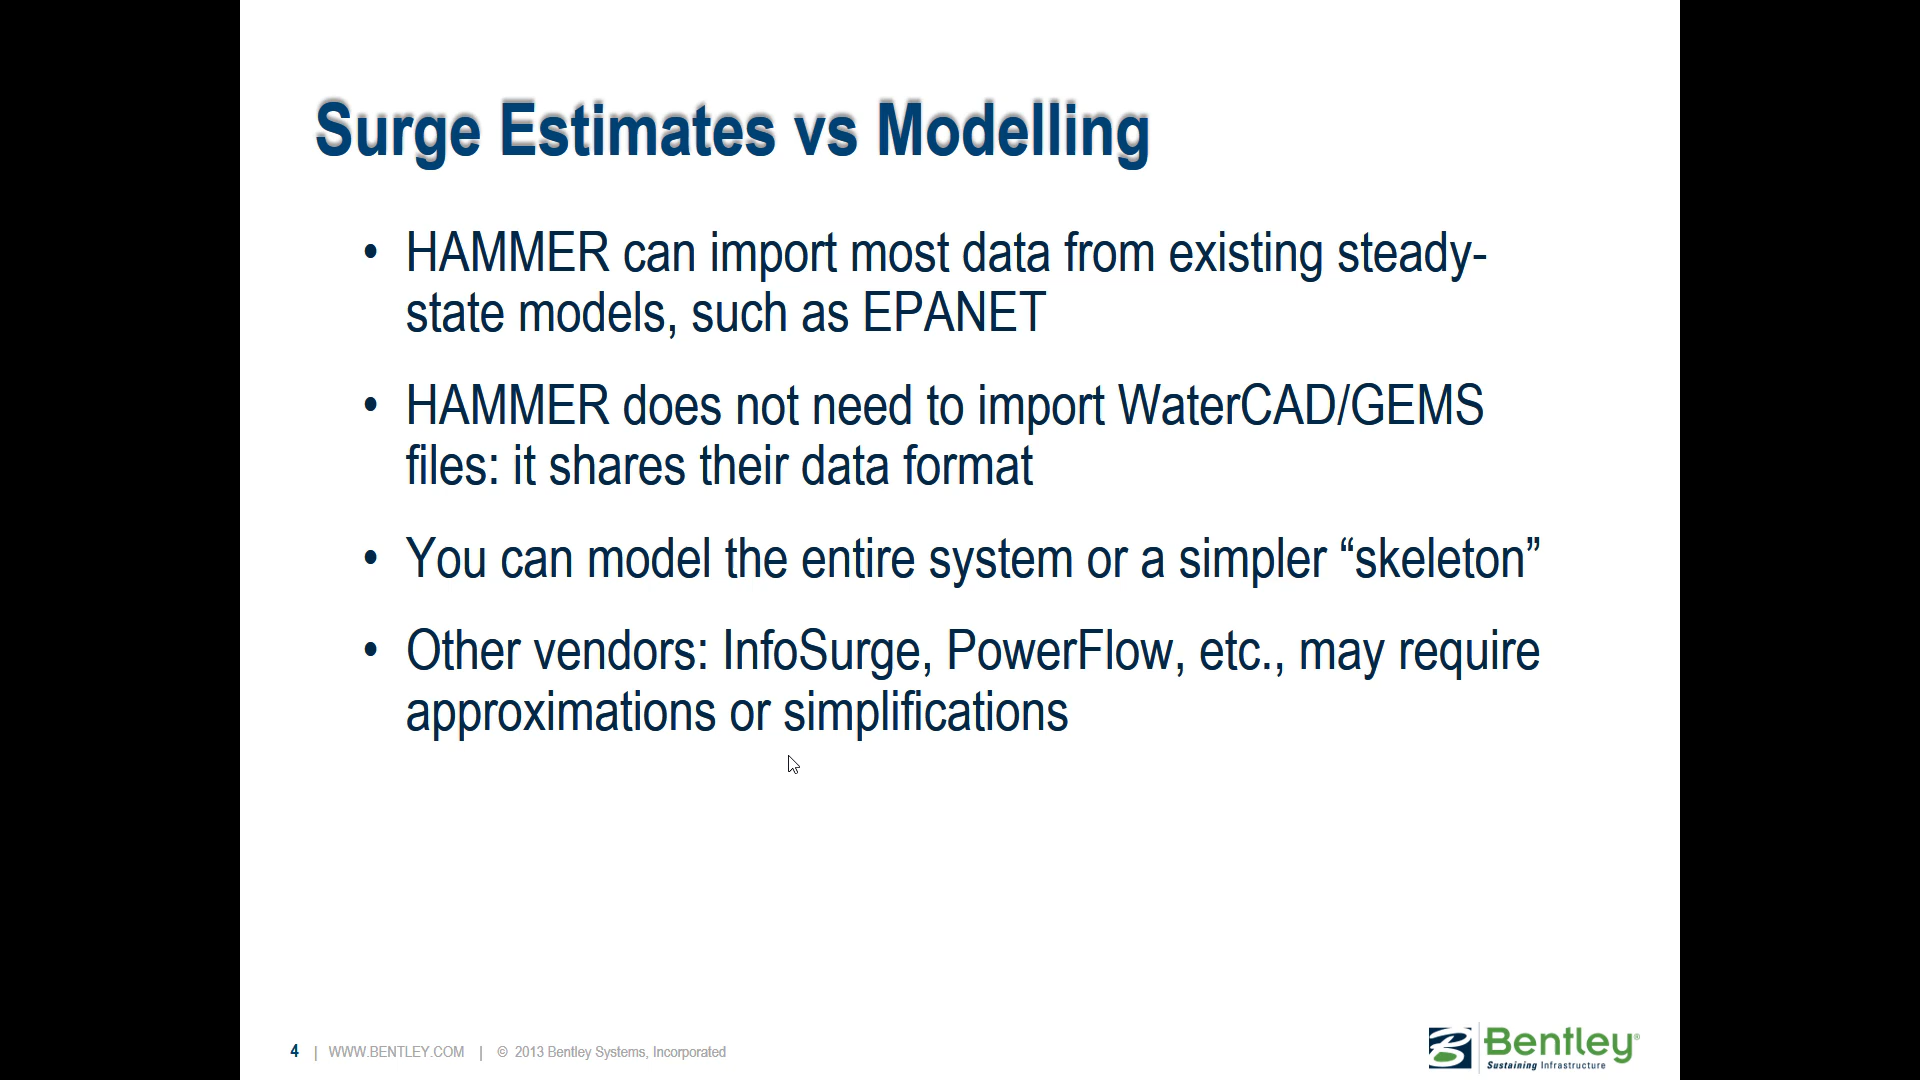 Surge Estimates vs Modelling
• HAMMER can import most data from existing steady-
state models, such as EPANET
• HAMMER does not need to import WaterCAD/GEMS
files: it shares their data format
• You can model the entire system or a simpler “skeleton”
• Other vendors: InfoSurge, PowerFlow, etc., may require
approximations or simplifications
4 | WWW.BENTLEY.COM | © 2013 Bentley Systems, Incorporated
Bentley®
Sustaining Infrastructure